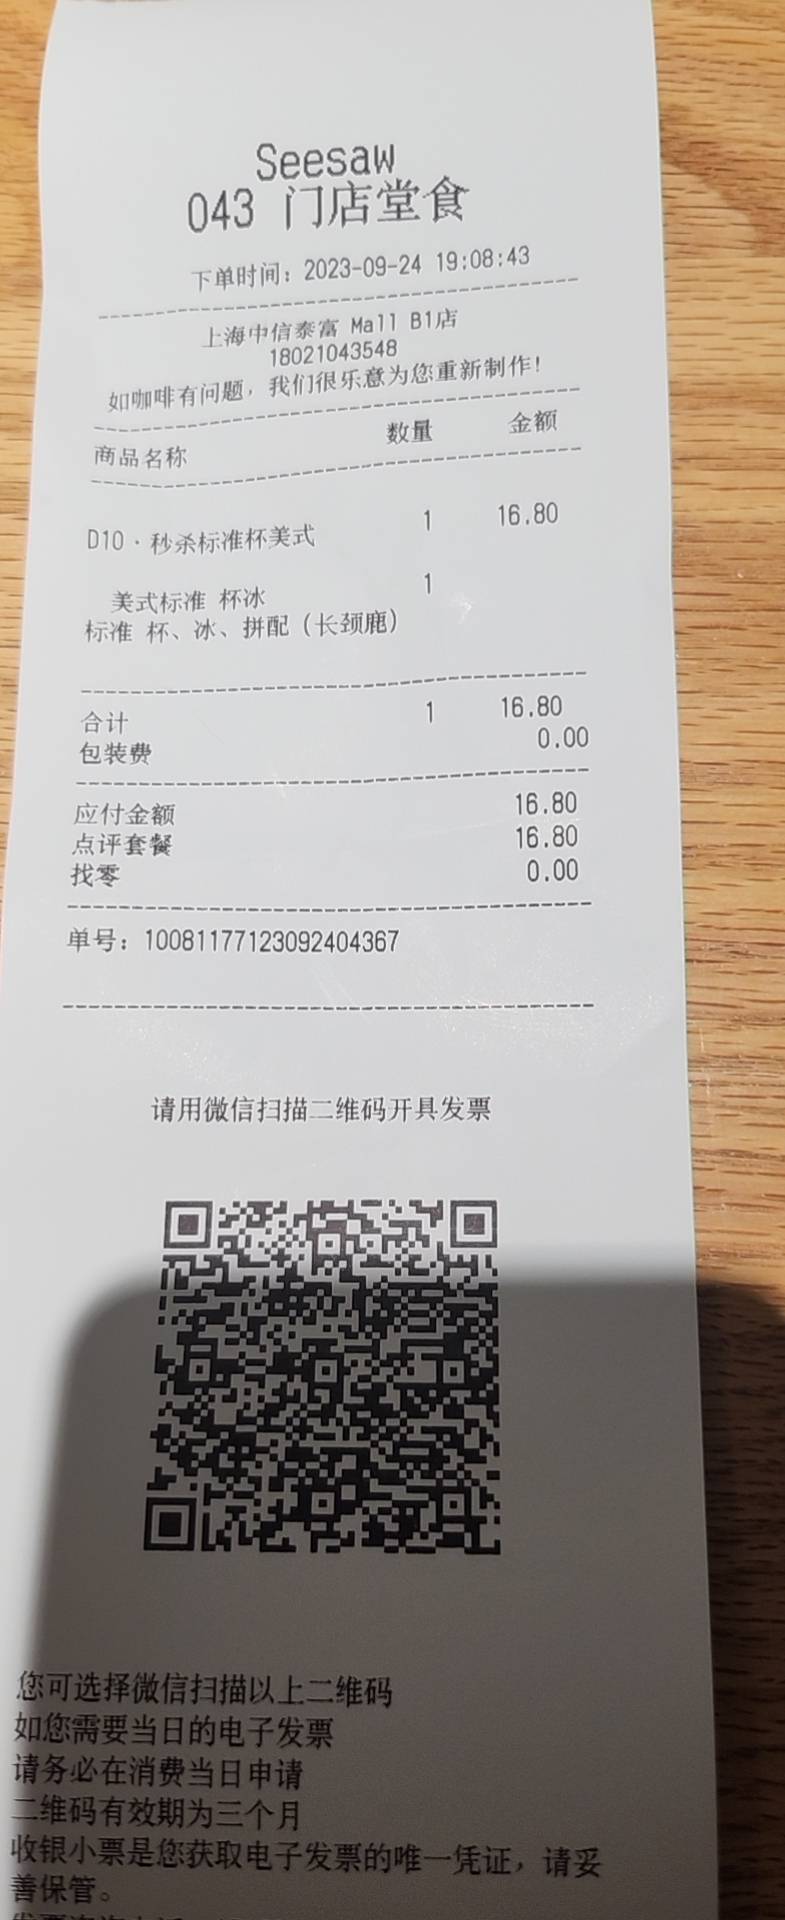 Seesaw
043 门店堂食
下单时间：2023-09-24 19:08:43
上海中信泰富 Mall B1店
18021043548
如咖啡有问题，我们很乐意为您重新制作！
商品名称 数量 金额
D10·秒杀标准杯美式 1 16.80
美式标准 杯冰 1
标准 杯、冰、拼配（长颈鹿）
合计 1 16.80
包装费 0.00
应付金额 16.80
点评套餐 16.80
找零 0.00
单号：10081177123092404367
请用微信扫描二维码开具发票
您可选择微信扫描以上二维码
如您需要当日的电子发票
请务必在消费当日申请
二维码有效期为三个月
收银小票是您获取电子发票的唯一凭证，请妥
善保管。